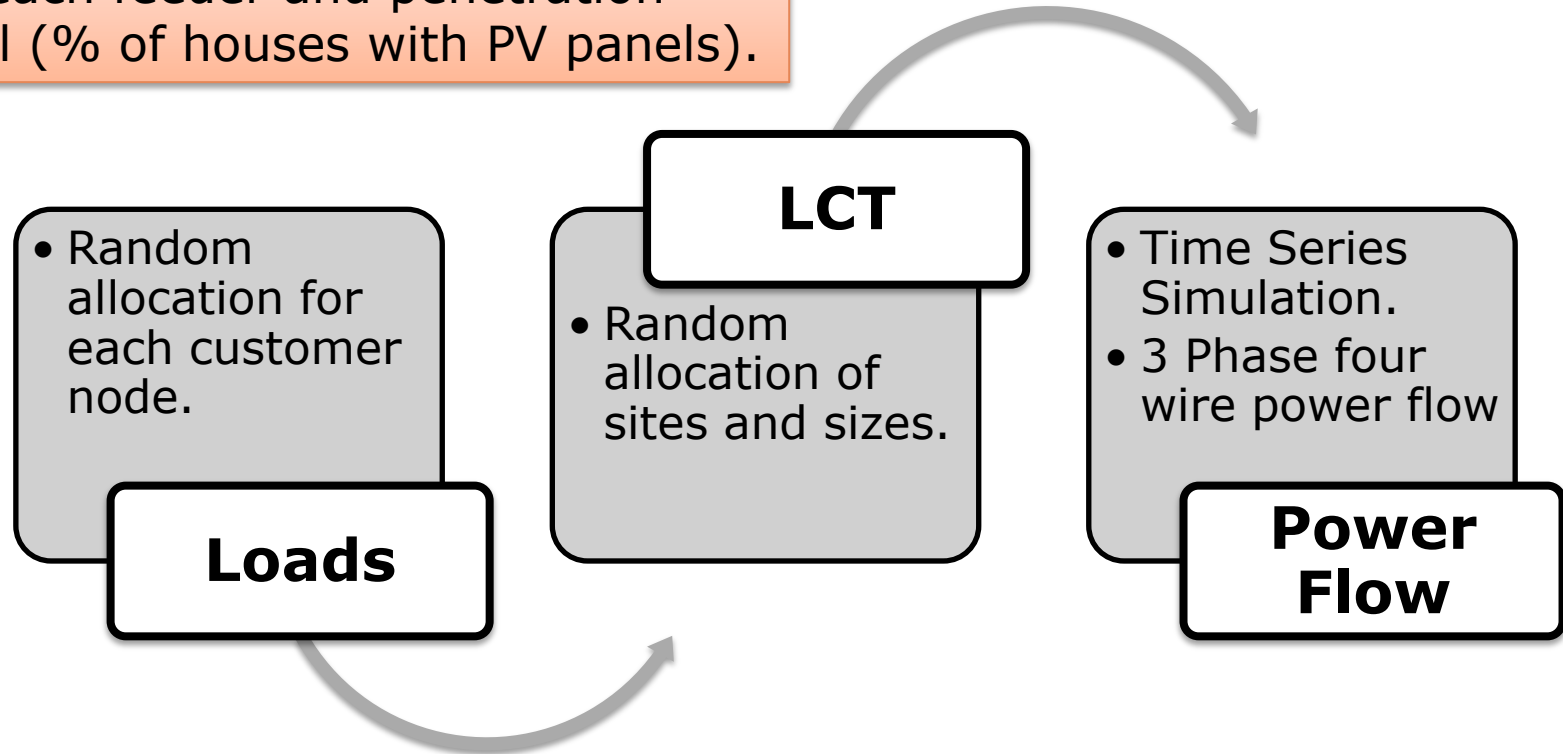 each feeder and penetration
l (% of houses with PV panels).
LCT
• Random
allocation for
each customer
node.
Loads
• Random
allocation of
sites and sizes.
• Time Series
Simulation.
• 3 Phase four
wire power flow
Power
Flow